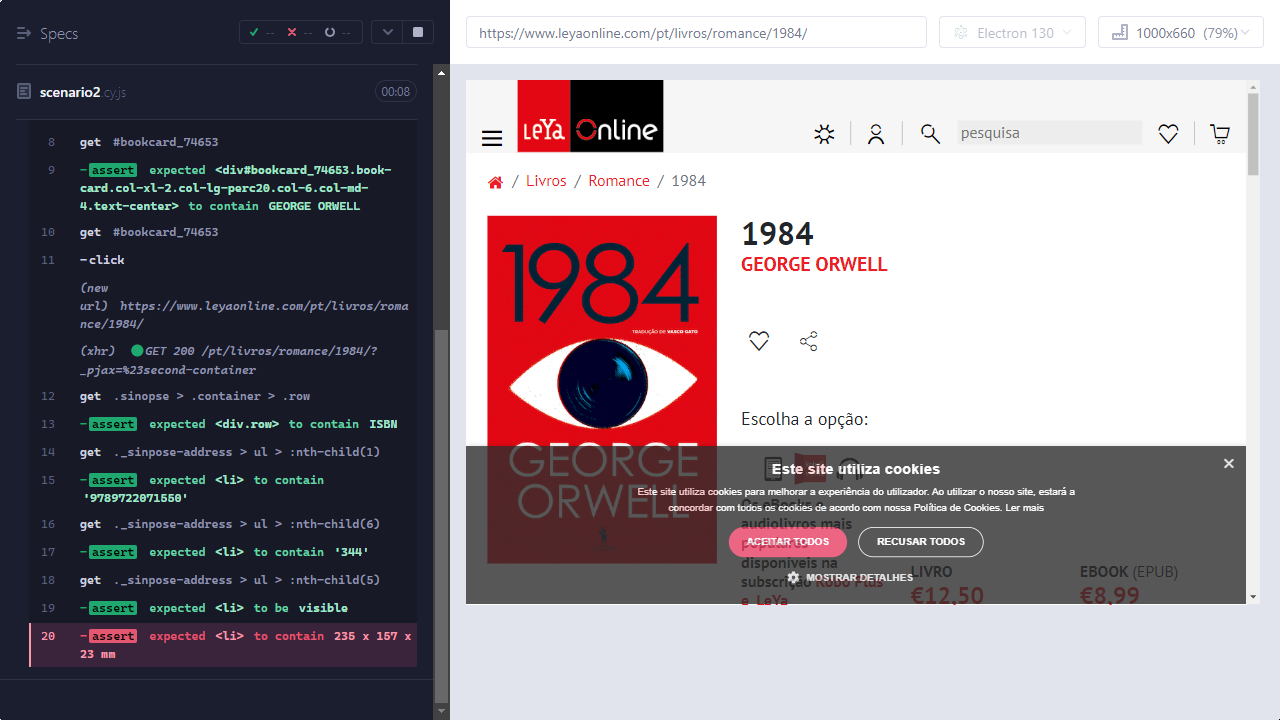 Specs
--
--
--
https://www.leyaonline.com/pt/livros/romance/1984/
Electron 130
1000x660 (79%)
scenario2.cy.js
00:08
8 get #bookcard_74653
9 -assert expected <div#bookcard_74653.book-
card.col-xl-2.col-lg-perc20.col-6.col-md-
4.text-center> to contain GEORGE ORWELL
10 get #bookcard_74653
11 -click
(new
url) https://www.leyaonline.com/pt/livros/roma
nce/1984/
(xhr) GET 200 /pt/livros/romance/1984/?
_pjax=%23second-container
12 get .sinopse > .container > .row
13 -assert expected <div.row> to contain ISBN
14 get ._sinpose-address > ul > :nth-child(1)
15 -assert expected <li> to contain
'9789722071550'
16 get ._sinpose-address > ul > :nth-child(6)
17 -assert expected <li> to contain '344'
18 get ._sinpose-address > ul > :nth-child(5)
19 -assert expected <li> to be visible
20 -assert expected <li> to contain 235 x 157 x
23 mm
LeYa Online
pesquisa
/ Livros / Romance / 1984
1984
TRADUÇÃO DE VASCO GATO
GEORGE
ORWELL
1984
GEORGE ORWELL
Escolha a opção:
Este site utiliza cookies
Este site utiliza cookies para melhorar a experiência do utilizador. Ao utilizar o nosso site, estará a
concordar com todos os cookies de acordo com nossa Política de Cookies. Ler mais
ACEITAR TODOS
RECUSAR TODOS
MOSTRAR DETALHES
Os eBooks e
audiolivros mais
populares
disponíveis na
subscrição Kobo Plus
e LeYa
LIVRO
€12,50
EBOOK (EPUB)
€8,99